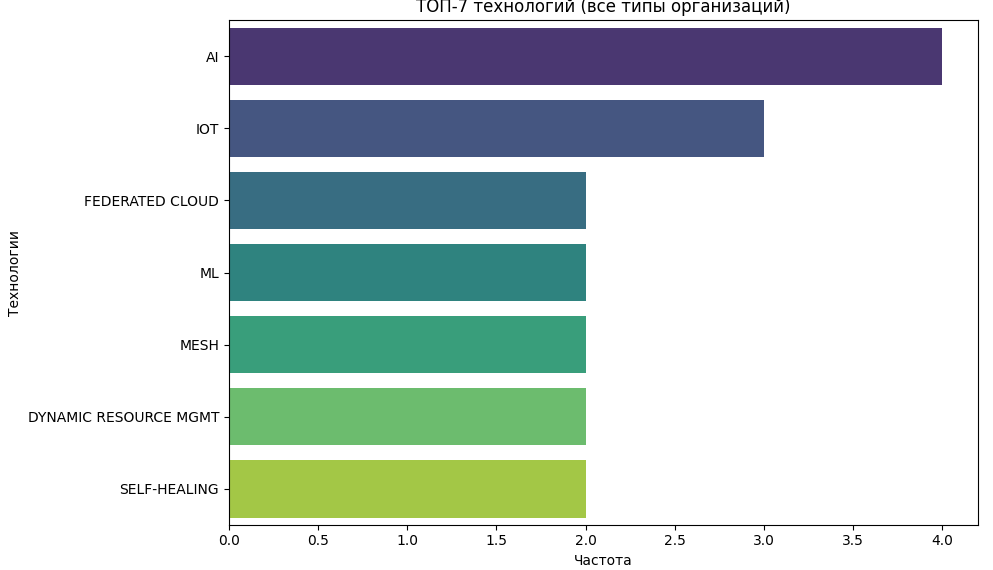 ТОП-7 технологий (все типы организаций)
Технологии
AI
IOT
FEDERATED CLOUD
ML
MESH
DYNAMIC RESOURCE MGMT
SELF-HEALING
0.0 0.5 1.0 1.5 2.0 2.5 3.0 3.5 4.0
Частота